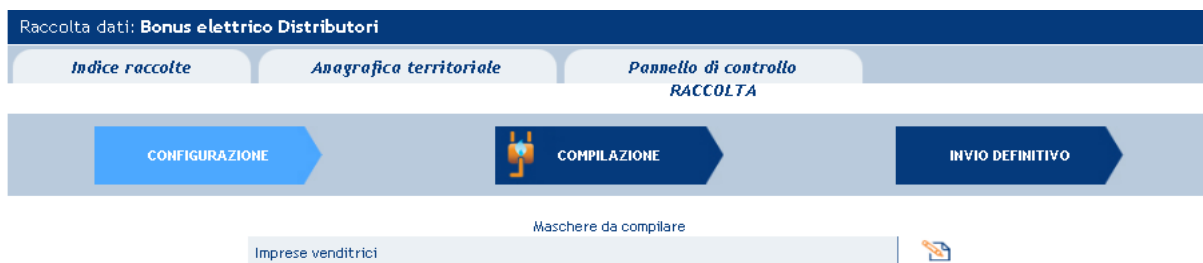 Raccolta dati: Bonus elettrico Distributori
Indice raccolte
Anagrafica territoriale
Pannello di controllo
RACCOLTA
CONFIGURAZIONE
COMPILAZIONE
INVIO DEFINITIVO
Maschere da compilare
Imprese venditrici